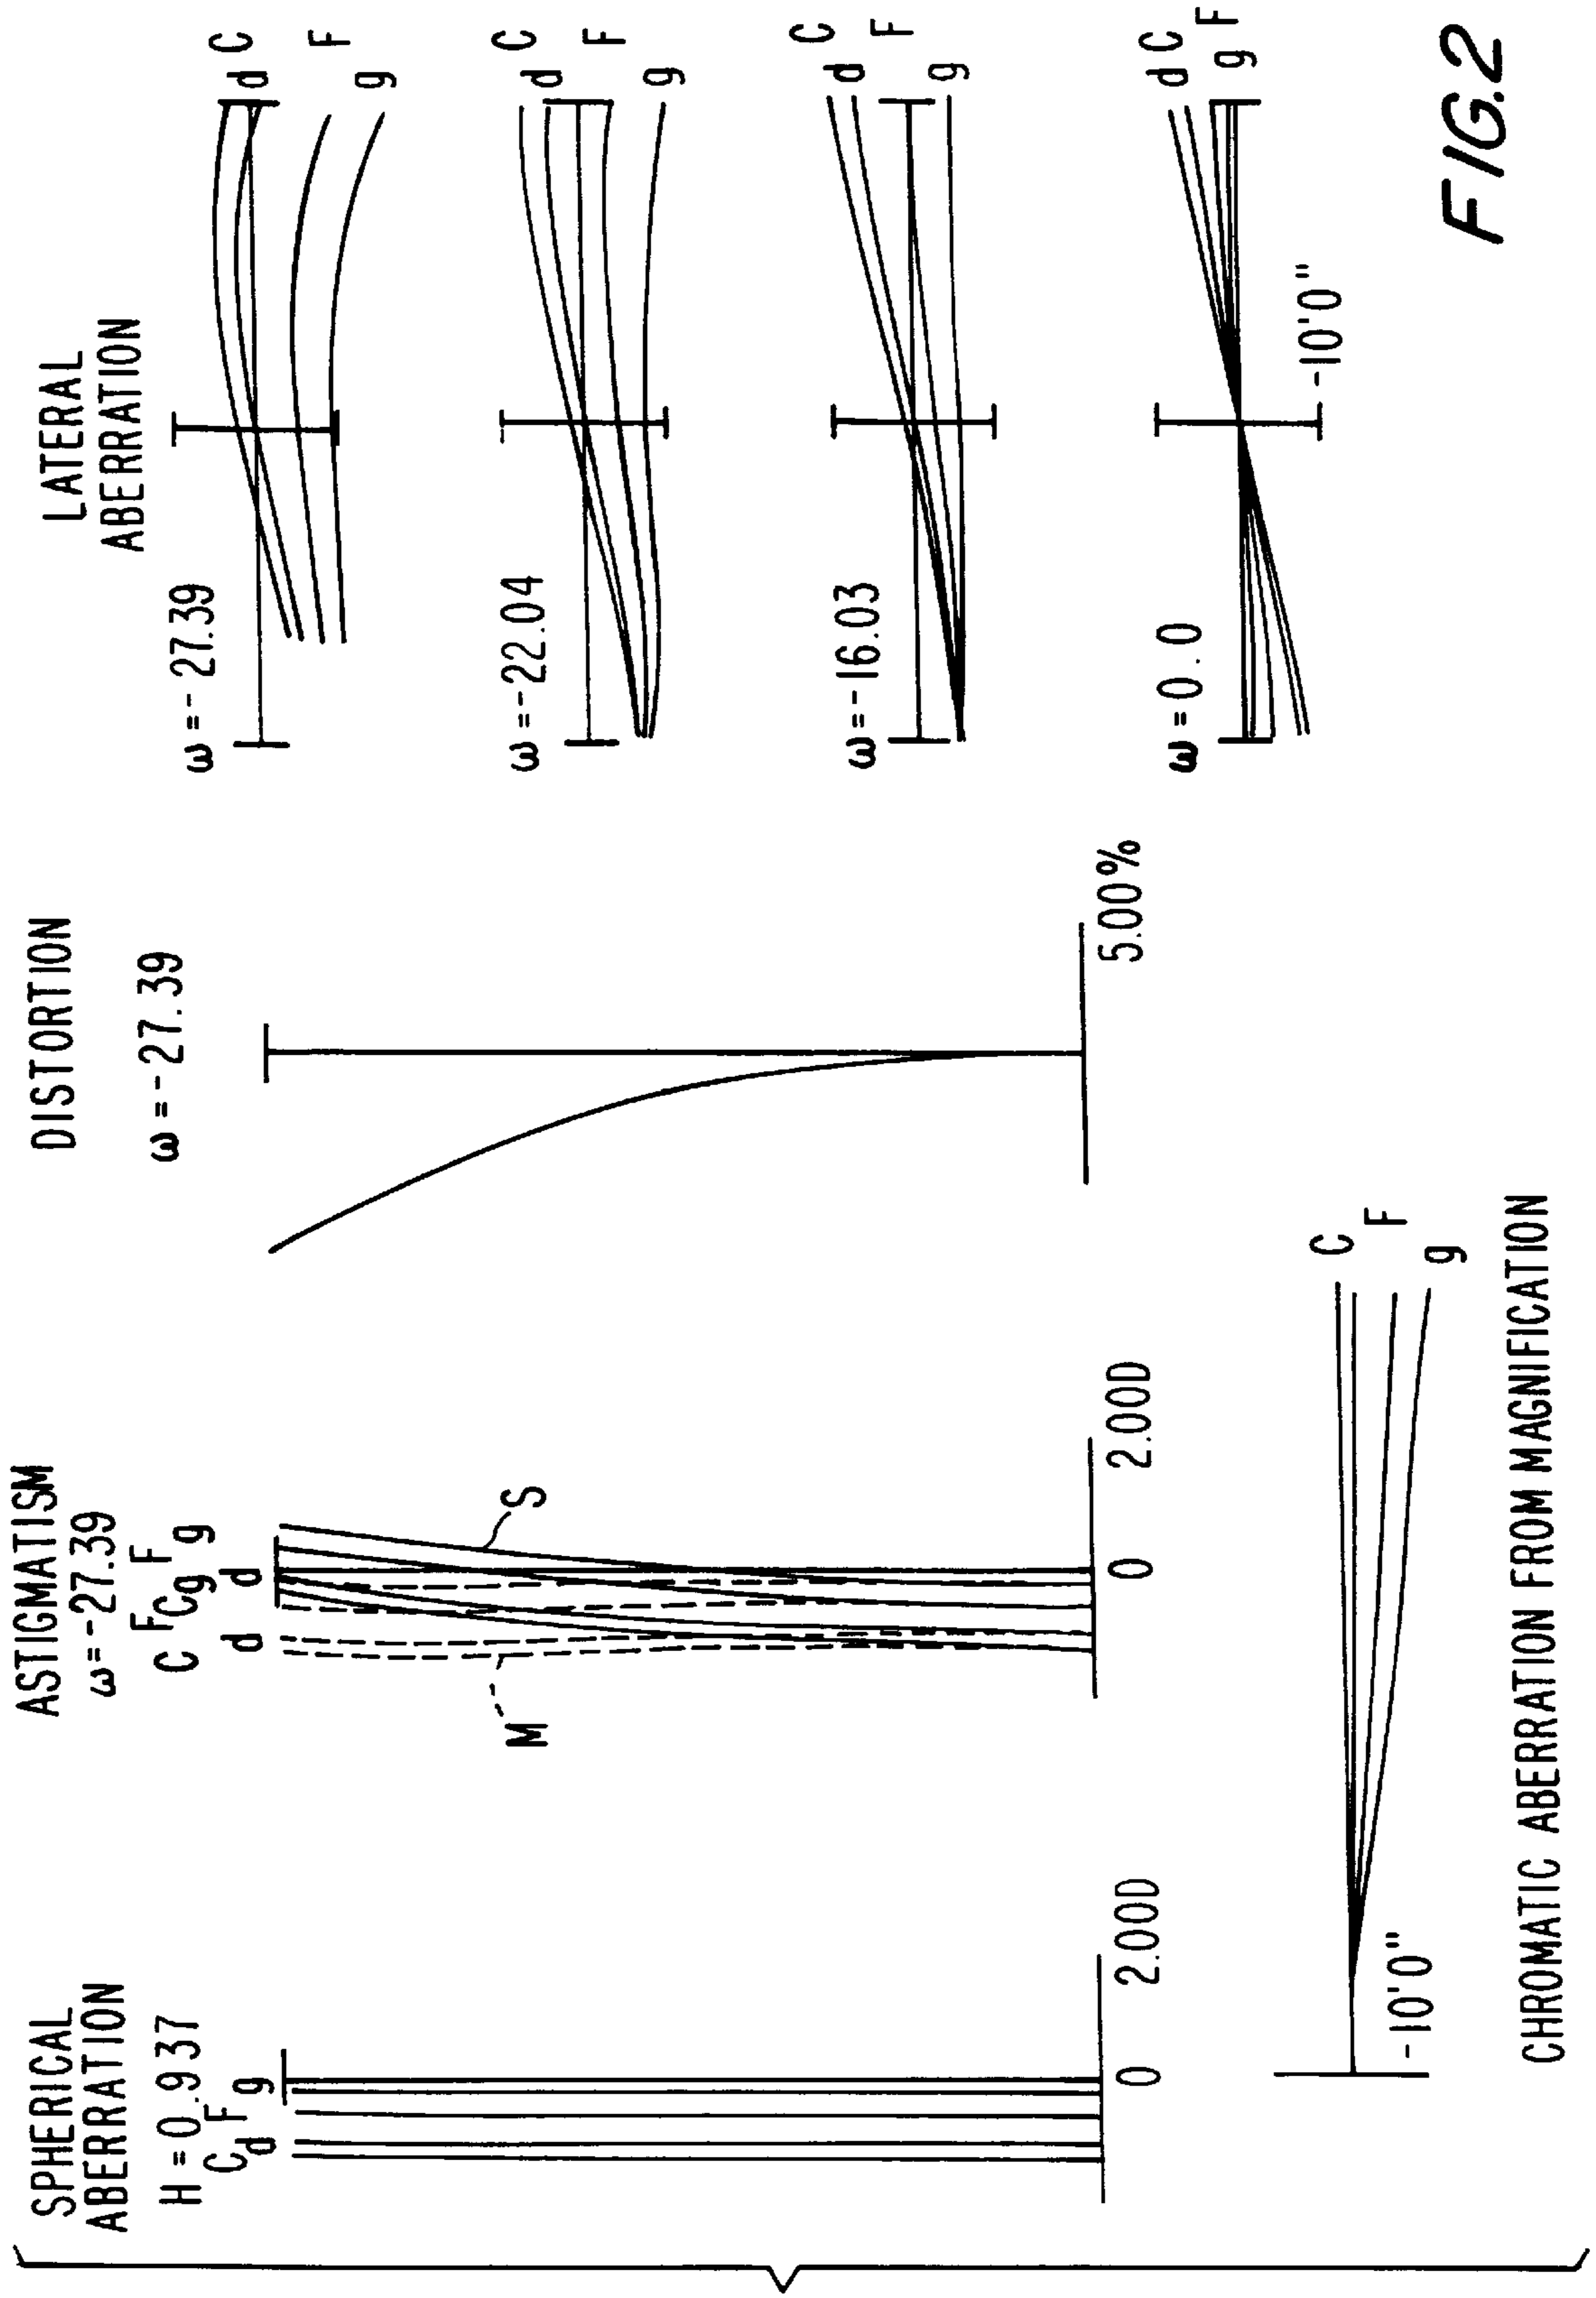 SPHERICAL
ABERRATION
H = 0.937
C d F g
0
2.00D
ASTIGMATISM
ω=-27.39
C d F C g d F g
S
M
0
2.00D
DISTORTION
ω=-27.39
5.00%
LATERAL
ABERRATION
ω=-27.39
d C
F
g
ω=-22.04
d C
F
g
ω=-16.03
d C
F
g
ω=0.0
d C
g F
-10'0"
C
F
g
-10'0"
CHROMATIC ABERRATION FROM MAGNIFICATION
FIG.2